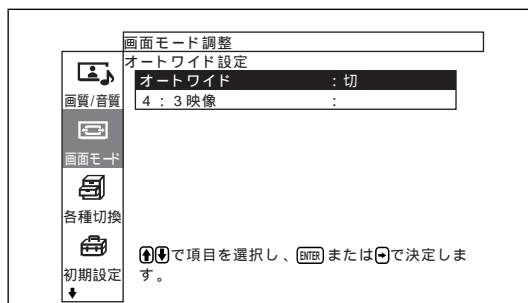 画面モード調整
オートワイド設定
オートワイド :切
4:3映像 :
画質/音質
画面モード
各種切換
初期設定
で項目を選択し、ENTERまたはで決定しま
す。